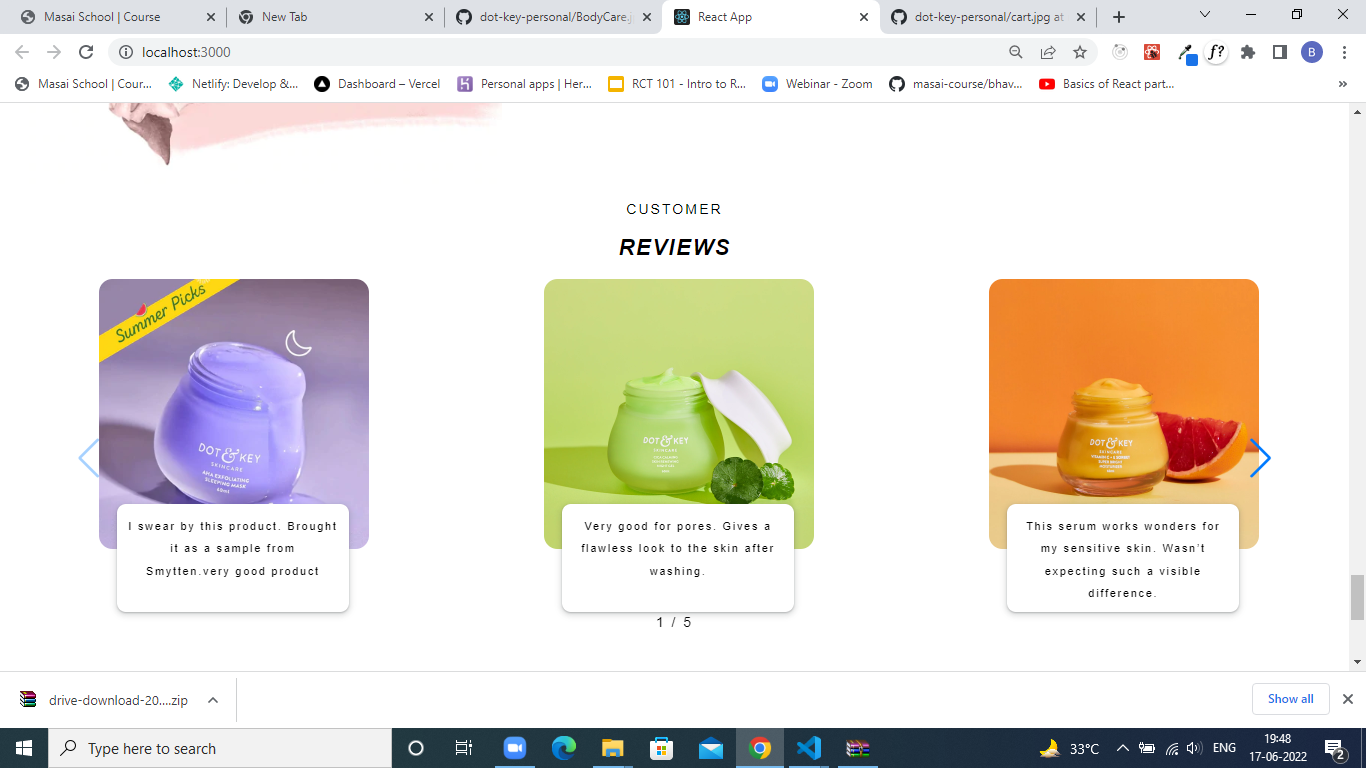 Masai School | Course
New Tab
dot-key-personal/BodyCare.j
React App
dot-key-personal/cart.jpg at
localhost:3000
f?
B
Masai School | Cour...
Netlify: Develop &...
Dashboard – Vercel
Personal apps | Her...
RCT 101 - Intro to R...
Webinar - Zoom
masai-course/bhav...
Basics of React part...
»
CUSTOMER
REVIEWS
Summer Picks
DOT & KEY
SKINCARE
AHA EXFOLIATING
SLEEPING MASK
60ml
DOT & KEY
SKINCARE
DOT & KEY
SKINCARE
I swear by this product. Brought
it as a sample from
Smytten.very good product
Very good for pores. Gives a
flawless look to the skin after
washing.
This serum works wonders for
my sensitive skin. Wasn't
expecting such a visible
difference.
1 / 5
drive-download-20....zip
Show all
Type here to search
33°C
ENG
19:48
17-06-2022
2